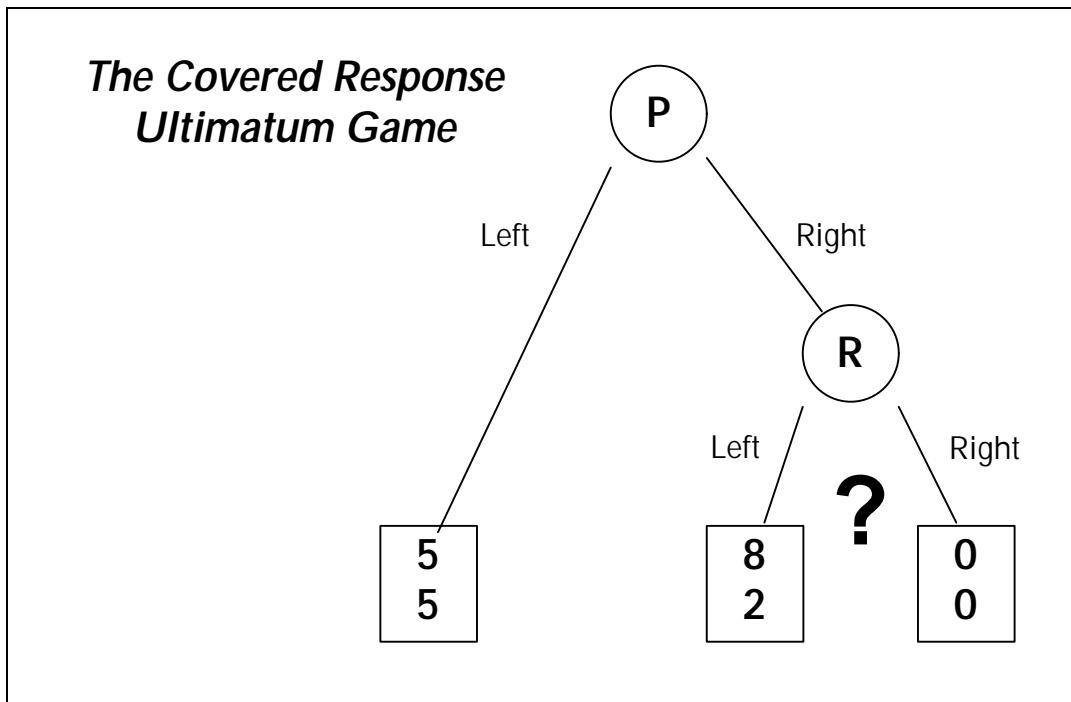 The Covered Response
Ultimatum Game
P
Left
Right
R
Left
Right
?
5
5
8
2
0
0